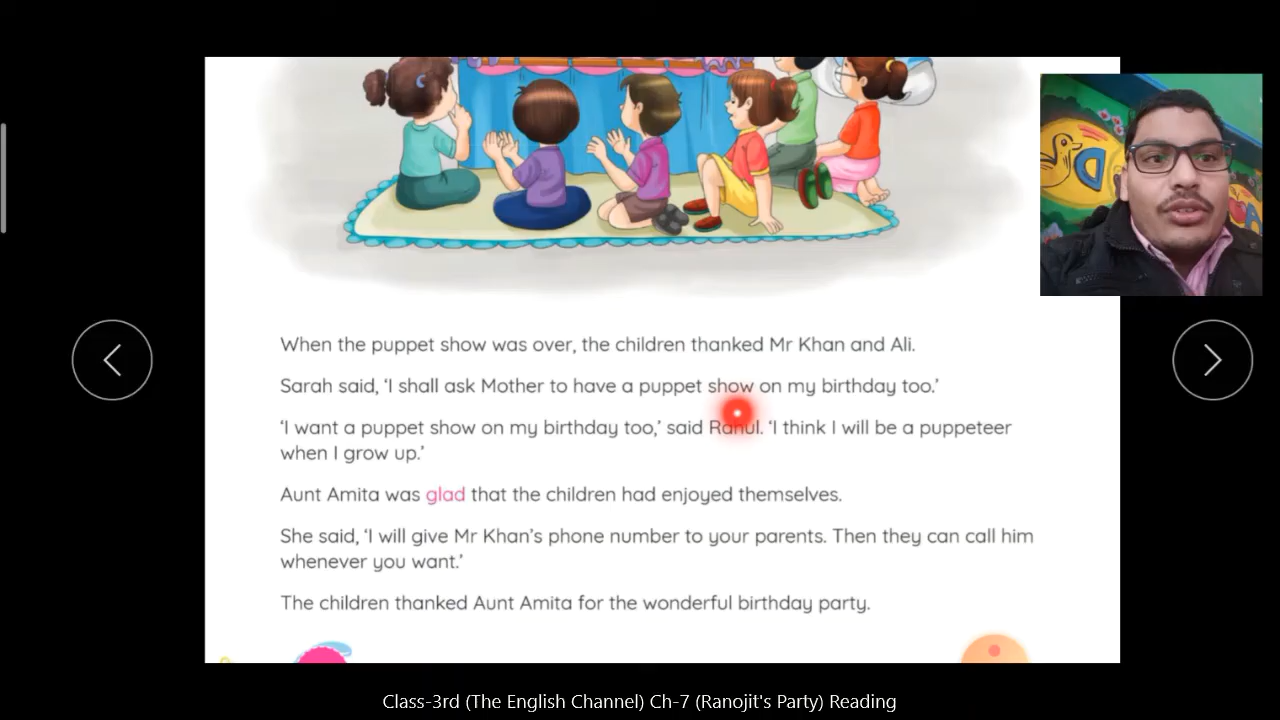 When the puppet show was over, the children thanked Mr Khan and Ali.
Sarah said, ‘I shall ask Mother to have a puppet show on my birthday too.’
‘I want a puppet show on my birthday too,’ said Rahul. ‘I think I will be a puppeteer
when I grow up.’
Aunt Amita was glad that the children had enjoyed themselves.
She said, ‘I will give Mr Khan’s phone number to your parents. Then they can call him
whenever you want.’
The children thanked Aunt Amita for the wonderful birthday party.
Class-3rd (The English Channel) Ch-7 (Ranojit's Party) Reading